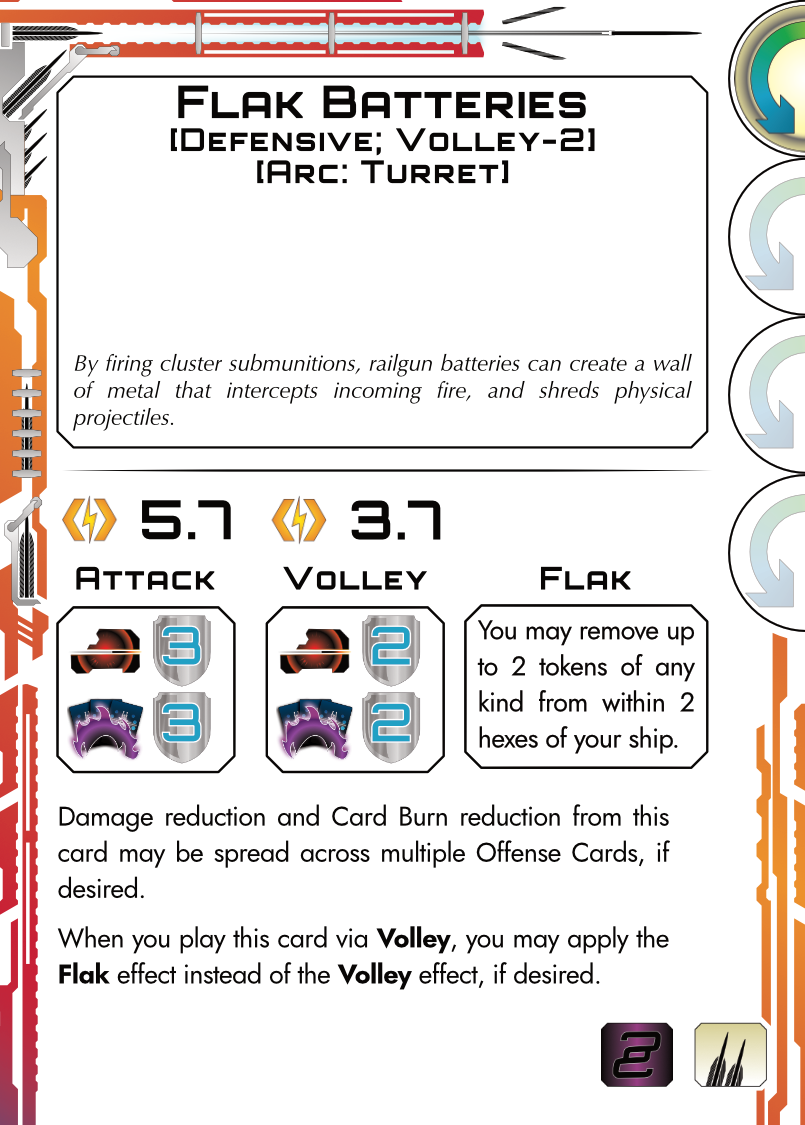 Flak Batteries
[Defensive; Volley-2]
[Arc: Turret]
By firing cluster submunitions, railgun batteries can create a wall
of metal that intercepts incoming fire, and shreds physical
projectiles.
5.7 3.7
Attack Volley Flak
3 2
3 2
You may remove up
to 2 tokens of any
kind from within 2
hexes of your ship.
Damage reduction and Card Burn reduction from this
card may be spread across multiple Offense Cards, if
desired.
When you play this card via Volley, you may apply the
Flak effect instead of the Volley effect, if desired.
2